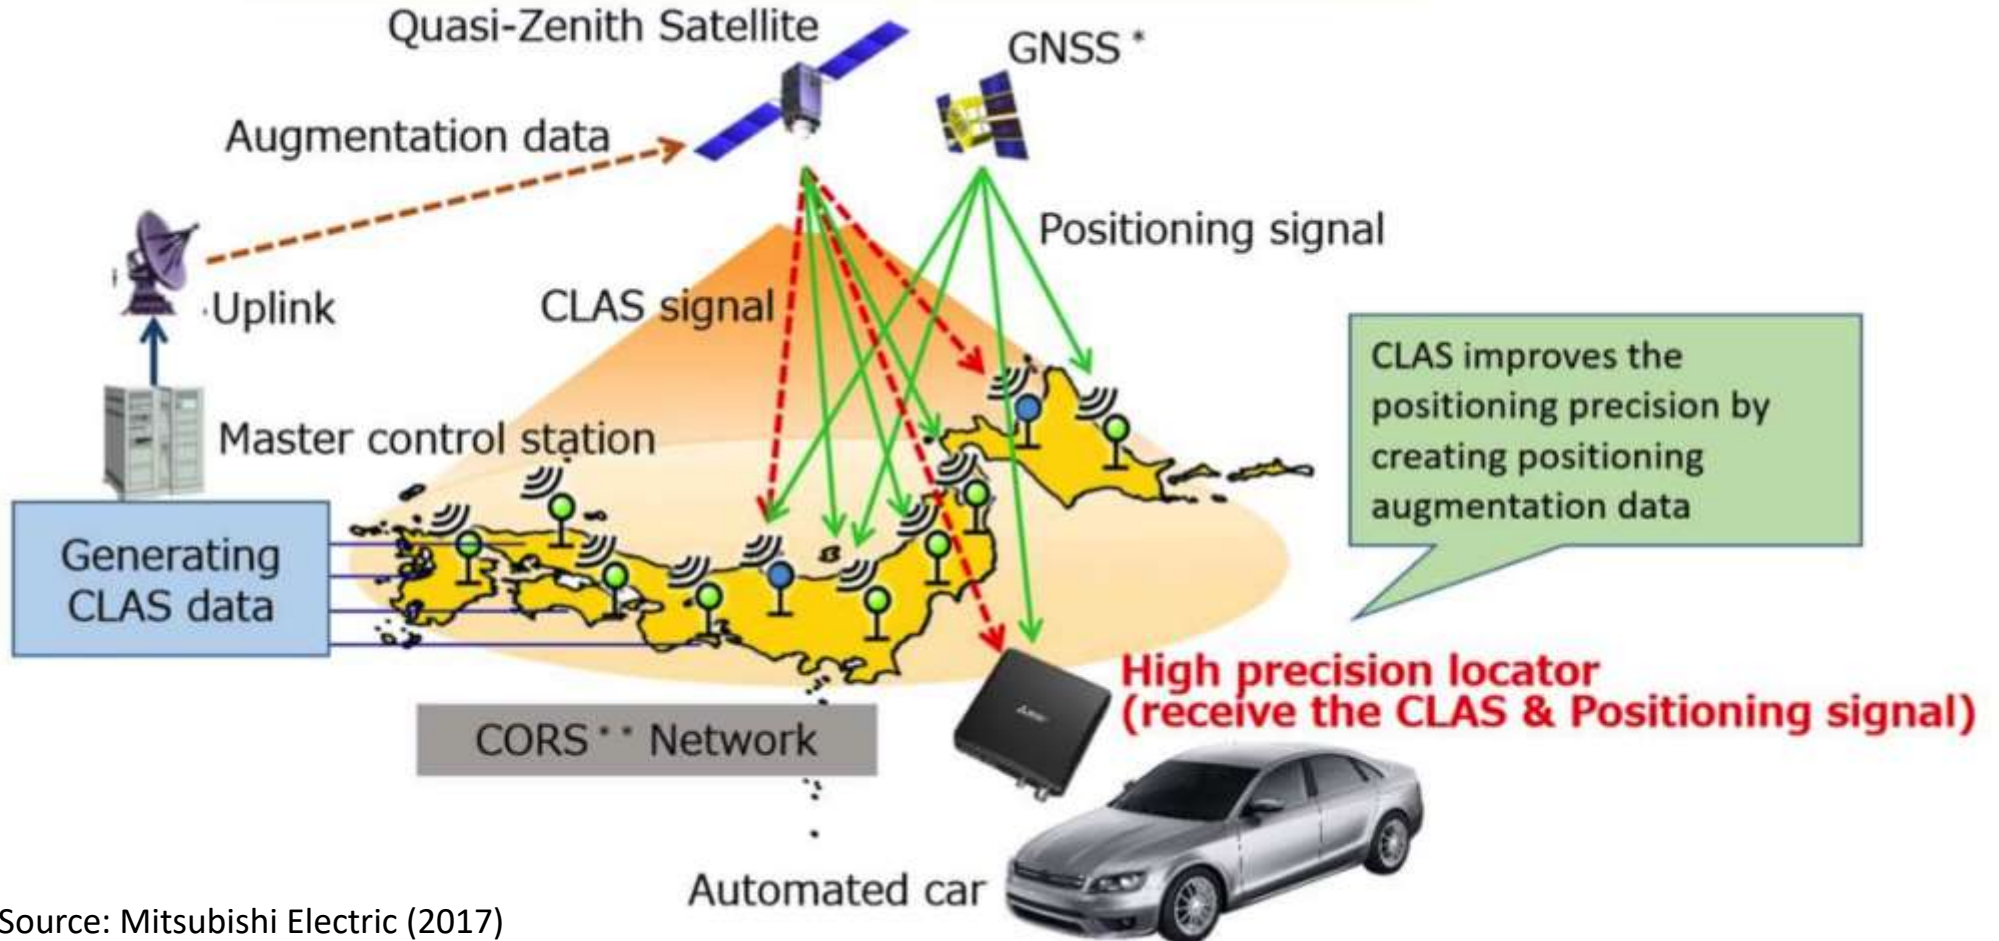 Quasi-Zenith Satellite
GNSS *
Augmentation data
Positioning signal
Uplink
CLAS signal
CLAS improves the
positioning precision by
creating positioning
augmentation data
Master control station
Generating
CLAS data
High precision locator
(receive the CLAS & Positioning signal)
CORS * * Network
Automated car
Source: Mitsubishi Electric (2017)